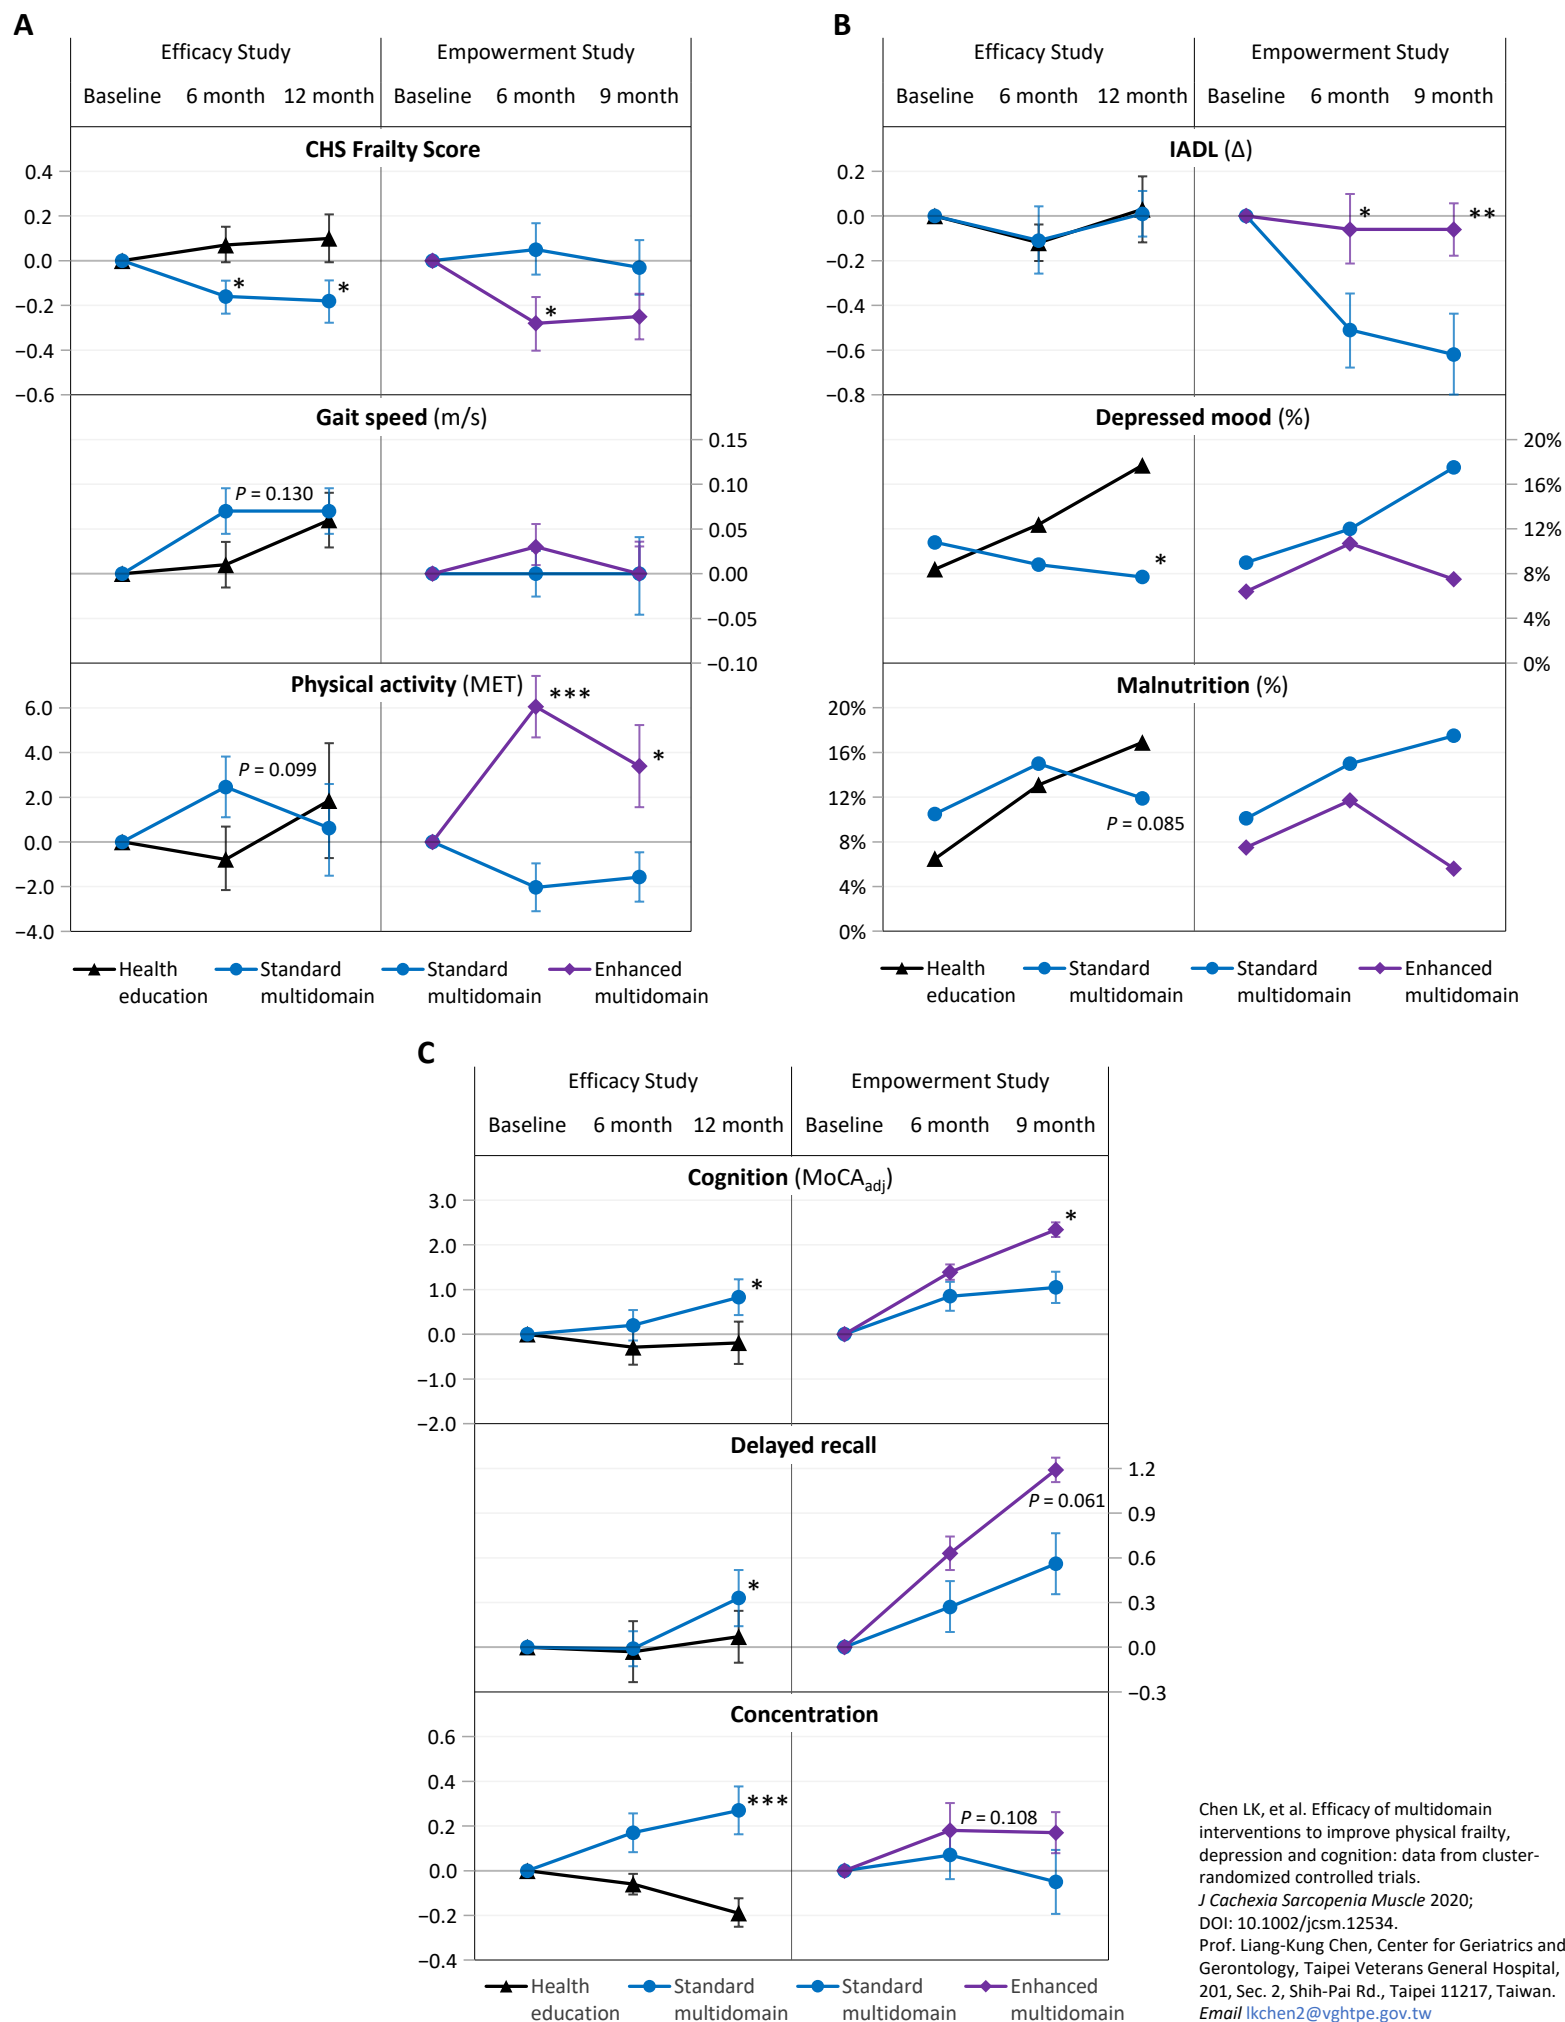 A
Efficacy Study
Empowerment Study
Baseline 6 month 12 month Baseline 6 month 9 month
CHS Frailty Score
0.4
0.2
0.0
−0.2
−0.4
−0.6
*
*
*
Gait speed (m/s)
0.15
0.10
0.05
0.00
−0.05
−0.10
P = 0.130
Physical activity (MET)
6.0
4.0
2.0
0.0
−2.0
−4.0
P = 0.099
***
*
Health education
Standard multidomain
Standard multidomain
Enhanced multidomain
B
Efficacy Study
Empowerment Study
Baseline 6 month 12 month Baseline 6 month 9 month
IADL (Δ)
0.2
0.0
−0.2
−0.4
−0.6
−0.8
*
**
Depressed mood (%)
20%
16%
12%
8%
4%
0%
*
Malnutrition (%)
20%
16%
12%
8%
4%
0%
P = 0.085
Health education
Standard multidomain
Standard multidomain
Enhanced multidomain
C
Efficacy Study
Empowerment Study
Baseline 6 month 12 month Baseline 6 month 9 month
Cognition (MoCAadj)
3.0
2.0
1.0
0.0
−1.0
−2.0
*
*
Delayed recall
1.2
0.9
0.6
0.3
0.0
−0.3
*
P = 0.061
Concentration
0.6
0.4
0.2
0.0
−0.2
−0.4
***
P = 0.108
Health education
Standard multidomain
Standard multidomain
Enhanced multidomain
Chen LK, et al. Efficacy of multidomain
interventions to improve physical frailty,
depression and cognition: data from cluster-
randomized controlled trials.
J Cachexia Sarcopenia Muscle 2020;
DOI: 10.1002/jcsm.12534.
Prof. Liang-Kung Chen, Center for Geriatrics and
Gerontology, Taipei Veterans General Hospital,
201, Sec. 2, Shih-Pai Rd., Taipei 11217, Taiwan.
Email lkchen2@vghtpe.gov.tw